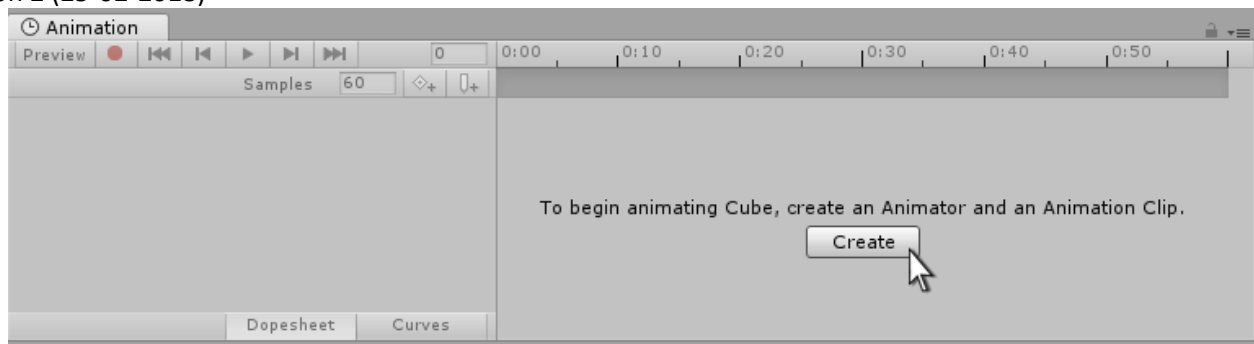 Animation
Preview 0 0:00 0:10 0:20 0:30 0:40 0:50
Samples 60
To begin animating Cube, create an Animator and an Animation Clip.
Create
Dopesheet Curves